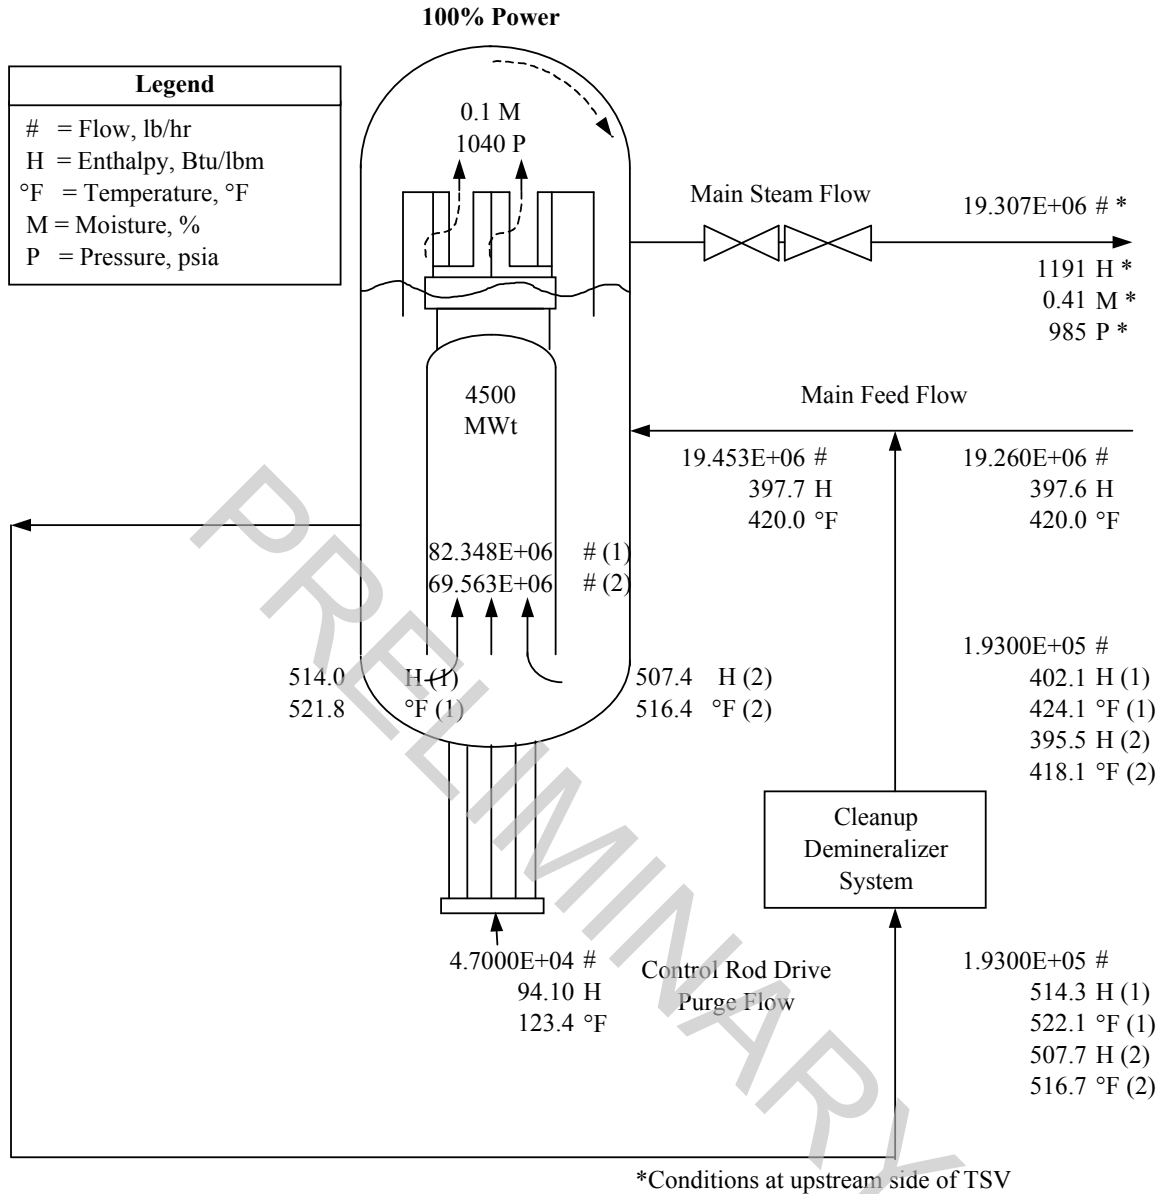 100% Power
Legend
# = Flow, lb/hr
H = Enthalpy, Btu/lbm
°F = Temperature, °F
M = Moisture, %
P = Pressure, psia
0.1 M
1040 P
Main Steam Flow
19.307E+06 # *
1191 H *
0.41 M *
985 P *
4500
MWt
Main Feed Flow
19.453E+06 #
397.7 H
420.0 °F
19.260E+06 #
397.6 H
420.0 °F
82.348E+06 # (1)
69.563E+06 # (2)
514.0 H (1)
521.8 °F (1)
507.4 H (2)
516.4 °F (2)
1.9300E+05 #
402.1 H (1)
424.1 °F (1)
395.5 H (2)
418.1 °F (2)
Cleanup
Demineralizer
System
4.7000E+04 #
94.10 H
123.4 °F
Control Rod Drive
Purge Flow
1.9300E+05 #
514.3 H (1)
522.1 °F (1)
507.7 H (2)
516.7 °F (2)
*Conditions at upstream side of TSV
PRELIMINARY